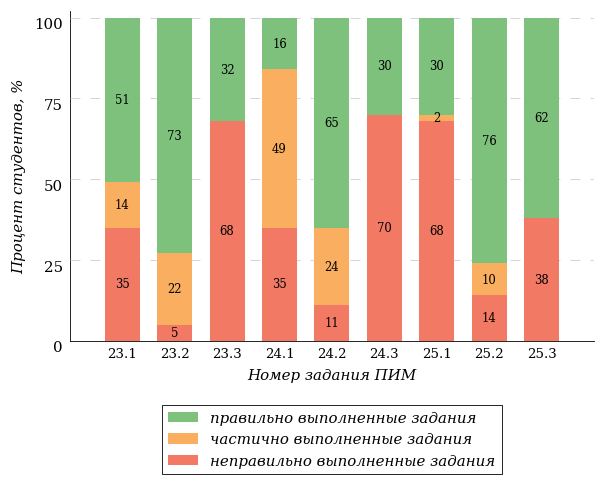 Процент студентов, %
100
75
50
25
0
51 14 35
73 22 5
32 68
16 49 35
65 24 11
30 70
30 2 68
76 10 14
62 38
23.1 23.2 23.3 24.1 24.2 24.3 25.1 25.2 25.3
Номер задания ПИМ
правильно выполненные задания
частично выполненные задания
неправильно выполненные задания